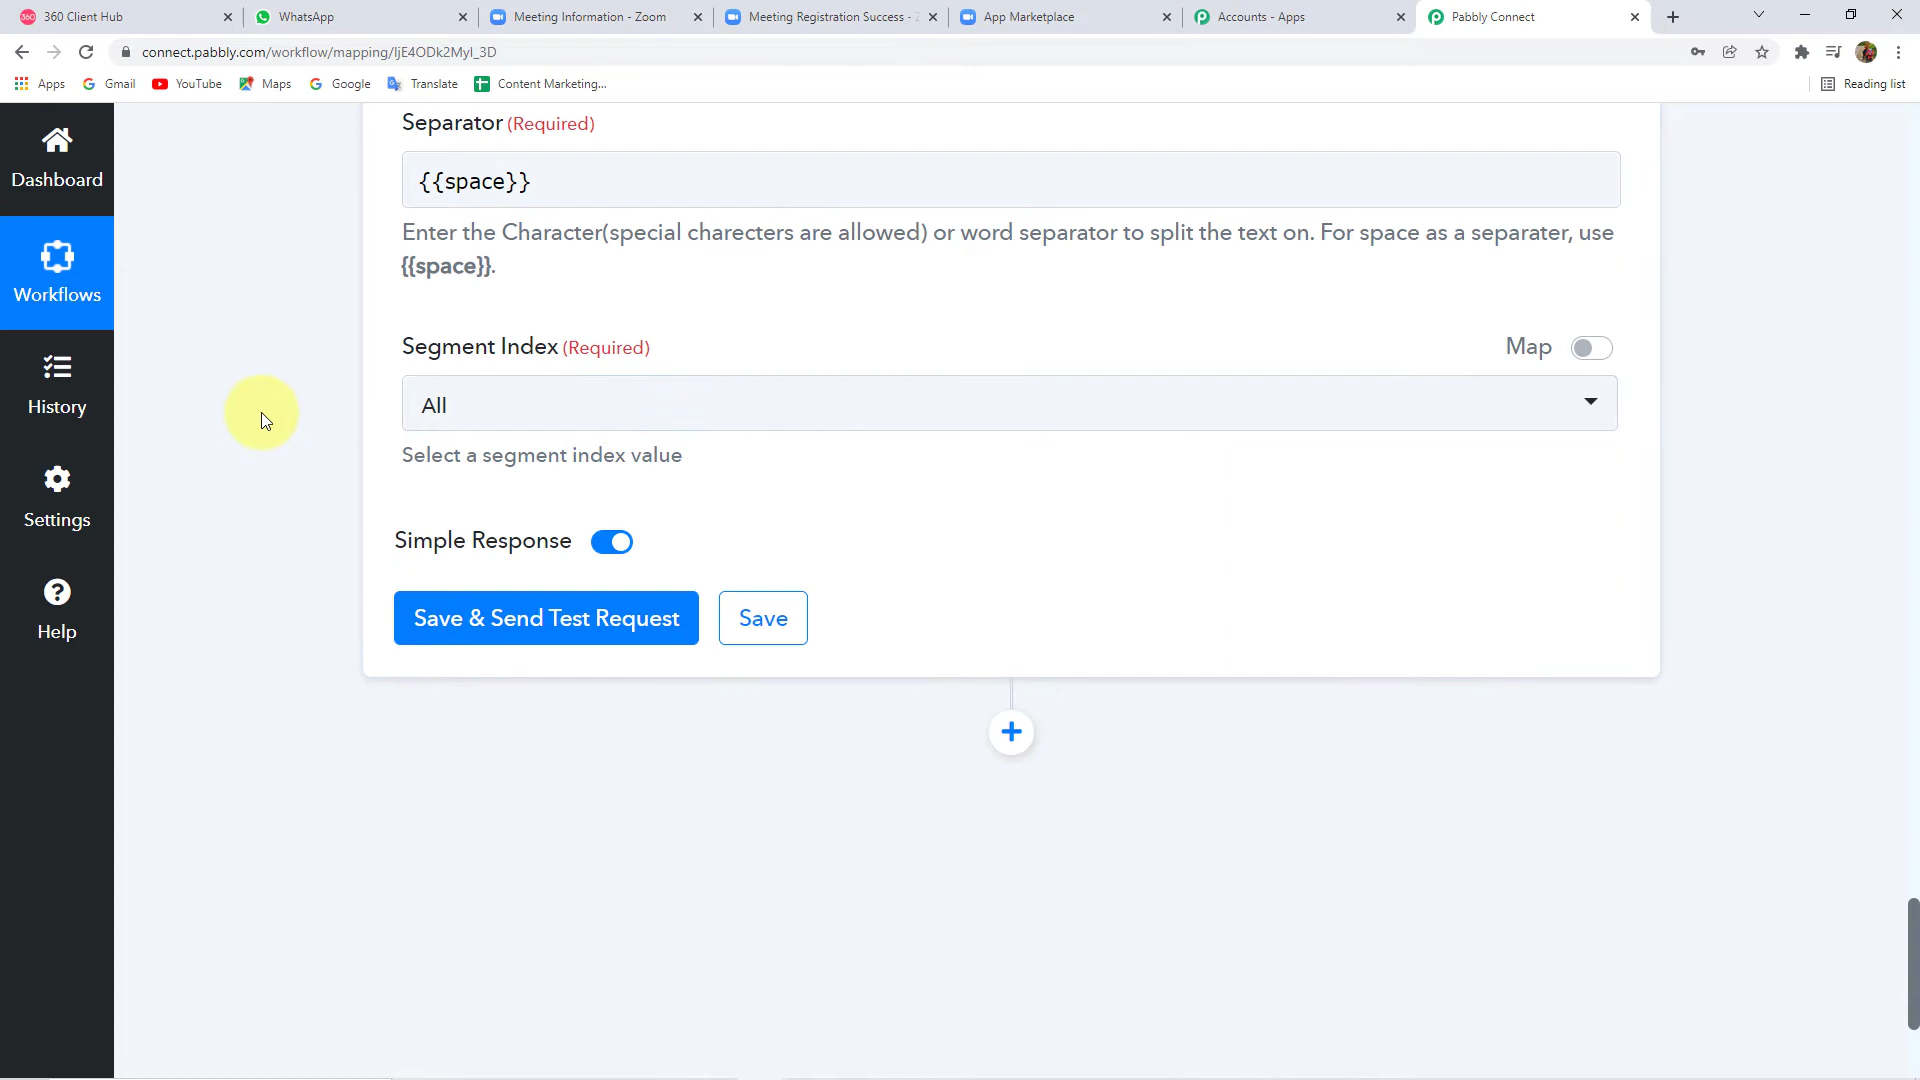 360 Client Hub
WhatsApp
Meeting Information - Zoom
Meeting Registration Success - Z
App Marketplace
Accounts - Apps
Pabbly Connect
connect.pabbly.com/workflow/mapping/IjE4ODk2MyI_3D
Apps
Gmail
YouTube
Maps
Google
Translate
Content Marketing...
Reading list
Dashboard
Workflows
History
Settings
Help
Separator (Required)
{{space}}
Enter the Character(special charecters are allowed) or word separator to split the text on. For space as a separater, use
{{space}}.
Segment Index (Required)
Map
All
Select a segment index value
Simple Response
Save & Send Test Request
Save